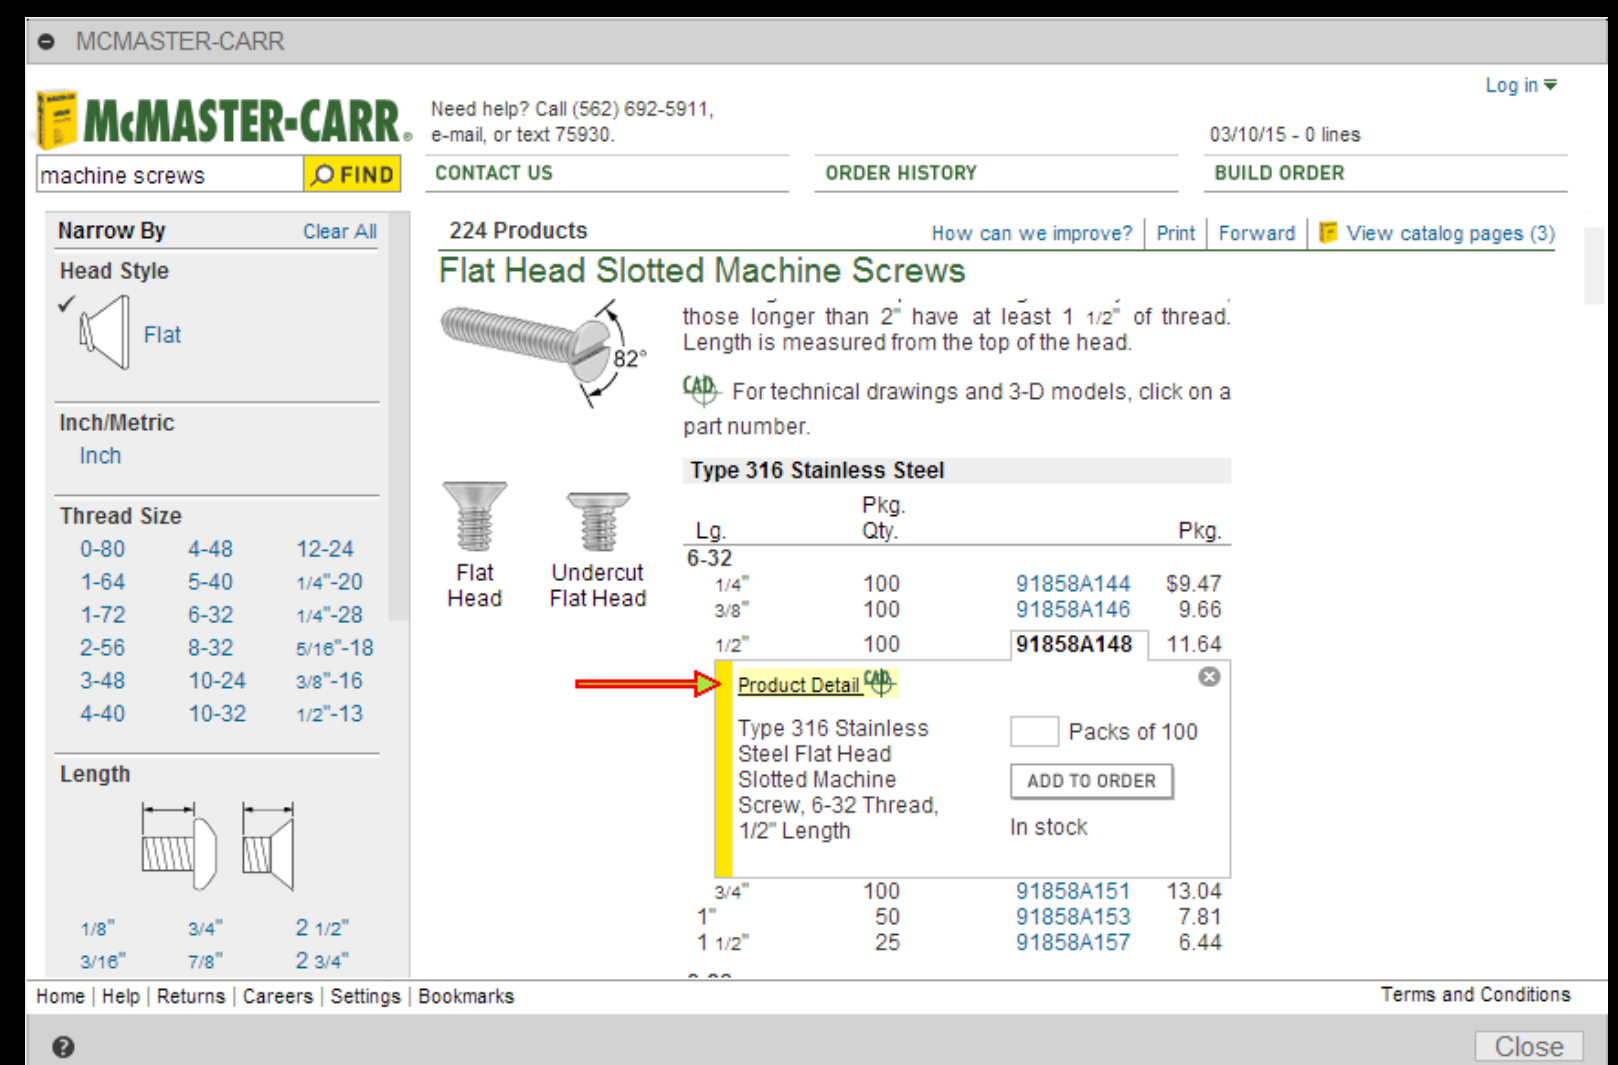 MCMASTER-CARR
Log in
McMASTER-CARR®
Need help? Call (562) 692-5911,
e-mail, or text 75930.
03/10/15 - 0 lines
machine screws FIND
CONTACT US ORDER HISTORY BUILD ORDER
Narrow By Clear All
Head Style
Flat
Inch/Metric
Inch
Thread Size
0-80 4-48 12-24
1-64 5-40 1/4"-20
1-72 6-32 1/4"-28
2-56 8-32 5/16"-18
3-48 10-24 3/8"-16
4-40 10-32 1/2"-13
Length
1/8" 3/4" 2 1/2"
3/16" 7/8" 2 3/4"
224 Products
How can we improve? | Print | Forward | View catalog pages (3)
Flat Head Slotted Machine Screws
82°
those longer than 2" have at least 1 1/2" of thread.
Length is measured from the top of the head.
CAD For technical drawings and 3-D models, click on a
part number.
Flat
Head
Undercut
Flat Head
Type 316 Stainless Steel
Pkg.
Lg. Qty. Pkg.
6-32
1/4" 100 91858A144 $9.47
3/8" 100 91858A146 9.66
1/2" 100 91858A148 11.64
Product Detail CAD
Type 316 Stainless
Steel Flat Head
Slotted Machine
Screw, 6-32 Thread,
1/2" Length
Packs of 100
ADD TO ORDER
In stock
3/4" 100 91858A151 13.04
1" 50 91858A153 7.81
1 1/2" 25 91858A157 6.44
Home | Help | Returns | Careers | Settings | Bookmarks
Terms and Conditions
Close